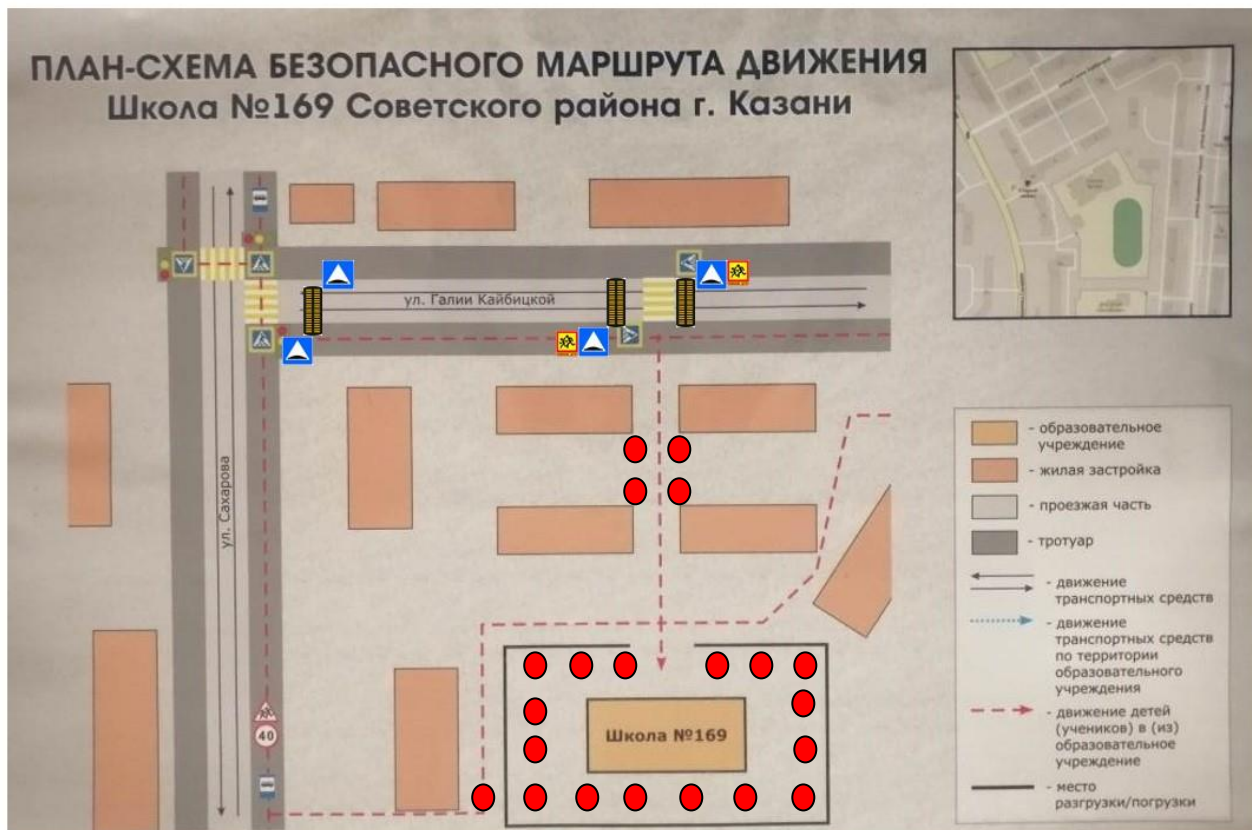 ПЛАН-СХЕМА БЕЗОПАСНОГО МАРШРУТА ДВИЖЕНИЯ
Школа №169 Советского района г. Казани
ул. Галии Кайбицкой
ул. Сахарова
40
Школа №169
- образовательное
учреждение
- жилая застройка
- проезжая часть
- тротуар
- движение
транспортных средств
- движение
транспортных средств
по территории
образовательного
учреждения
- движение детей
(учеников) в (из)
образовательное
учреждение
- место
разгрузки/погрузки